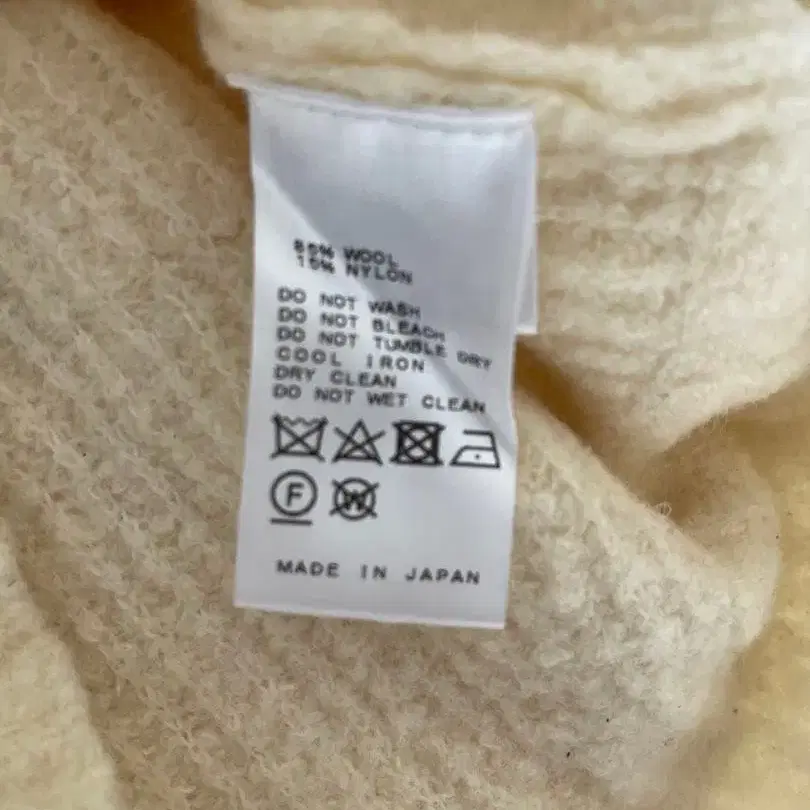 85% WOOL
15% NYLON
DO NOT WASH
DO NOT BLEACH
DO NOT TUMBLE DRY
COOL IRON
DRY CLEAN
DO NOT WET CLEAN
F W
MADE IN JAPAN